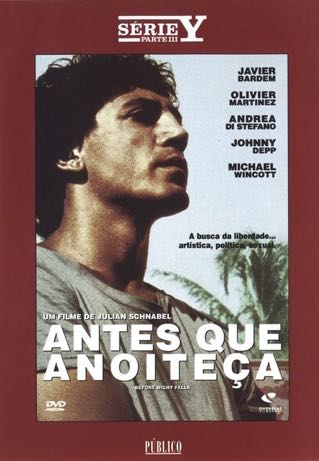 SÉRIE Y
PARTE III
JAVIER
BARDEM
OLIVIER
MARTINEZ
ANDREA
DI STEFANO
JOHNNY
DEPP
MICHAEL
WINCOTT
A busca da liberdade...
artística, política, sexual.
UM FILME DE JULIAN SCHNABEL
ANTES QUE
ANOITEÇA
BEFORE NIGHT FALLS
DVD
PÚBLICO